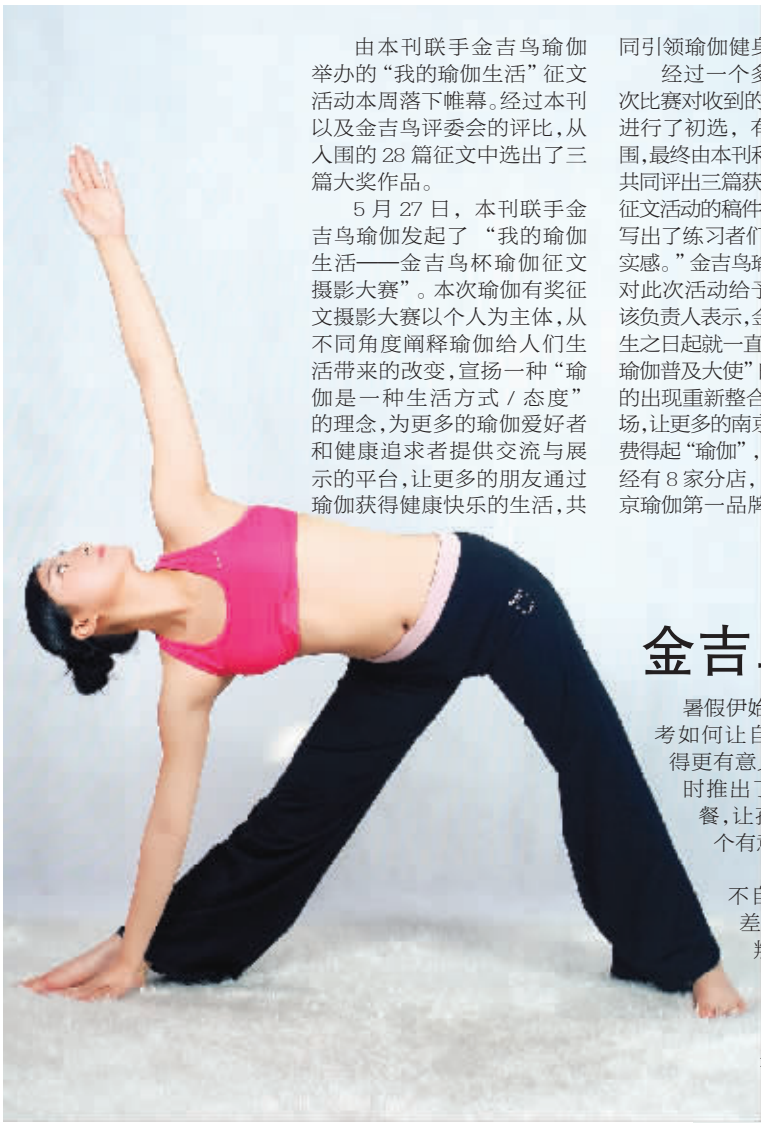 由本刊联手金吉鸟瑜伽
举办的“我的瑜伽生活”征文
活动本周落下帷幕。经过本刊
以及金吉鸟评委会的评比,从
入围的 28 篇征文中选出了三
篇大奖作品。
5 月 27 日，本刊联手金
吉鸟瑜伽发起了 “我的瑜伽
生活——金吉鸟杯瑜伽征文
摄影大赛”。本次瑜伽有奖征
文摄影大赛以个人为主体,从
不同角度阐释瑜伽给人们生
活带来的改变,宣扬一种“瑜
伽是一种生活方式 / 态度”
的理念,为更多的瑜伽爱好者
和健康追求者提供交流与展
示的平台,让更多的朋友通过
瑜伽获得健康快乐的生活,共
同引领瑜伽健身
经过一个多
次比赛对收到的
进行了初选，有
围,最终由本刊和
共同评出三篇获
征文活动的稿件
写出了练习者们
实感。”金吉鸟瑜
对此次活动给予
该负责人表示,金
生之日起就一直
瑜伽普及大使”
的出现重新整合
场,让更多的南京
费得起“瑜伽”,
经有 8 家分店，
京瑜伽第一品牌
金吉
暑假伊始
考如何让自
得更有意
时推出了
餐,让孩
个有意
不自
差